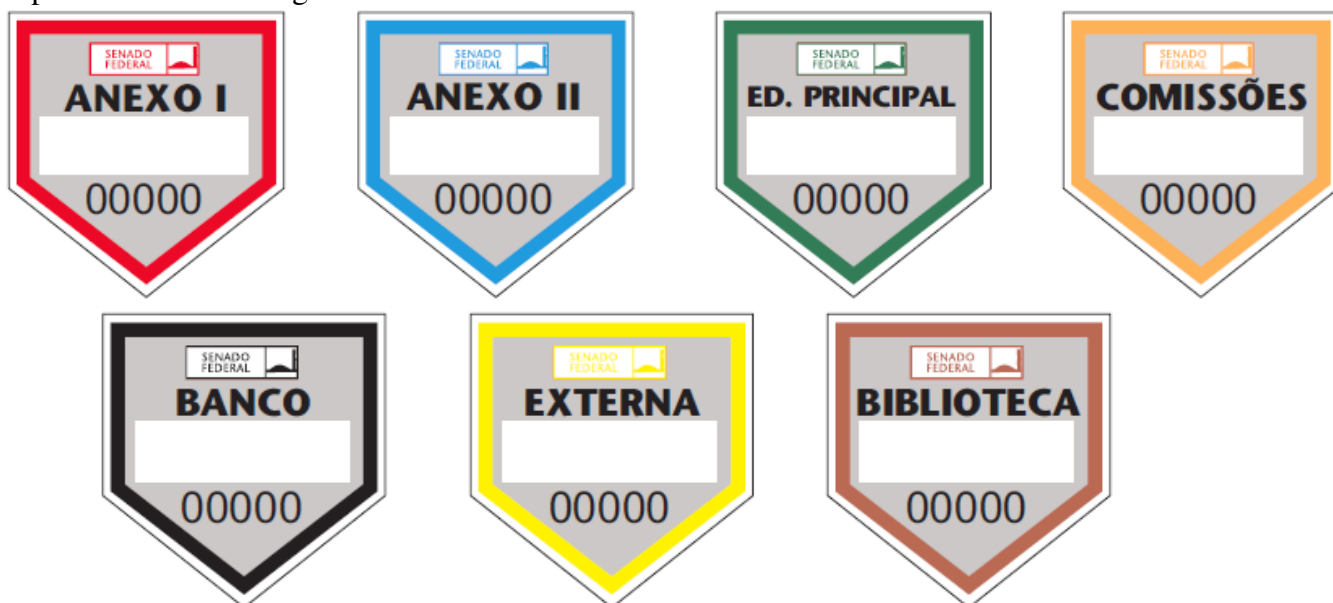 SENADO
FEDERAL
ANEXO I
00000
SENADO
FEDERAL
ANEXO II
00000
SENADO
FEDERAL
ED. PRINCIPAL
00000
SENADO
FEDERAL
COMISSÕES
00000
SENADO
FEDERAL
BANCO
00000
SENADO
FEDERAL
EXTERNA
00000
SENADO
FEDERAL
BIBLIOTECA
00000